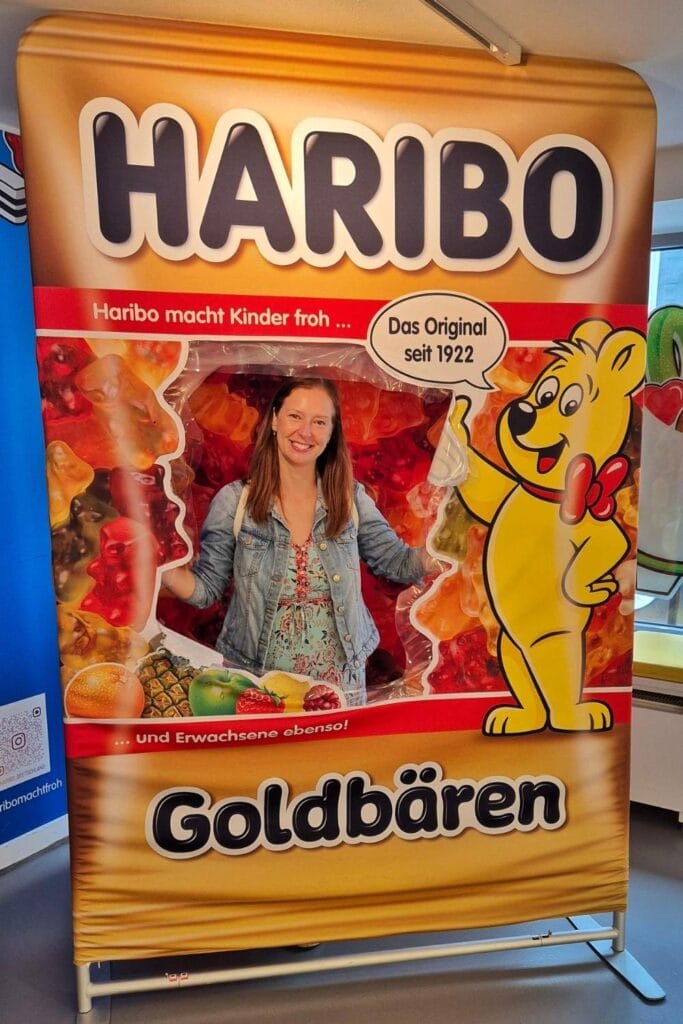 HARIBO
Haribo macht Kinder froh ...
Das Original
seit 1922
... und Erwachsene ebenso!
Goldbären